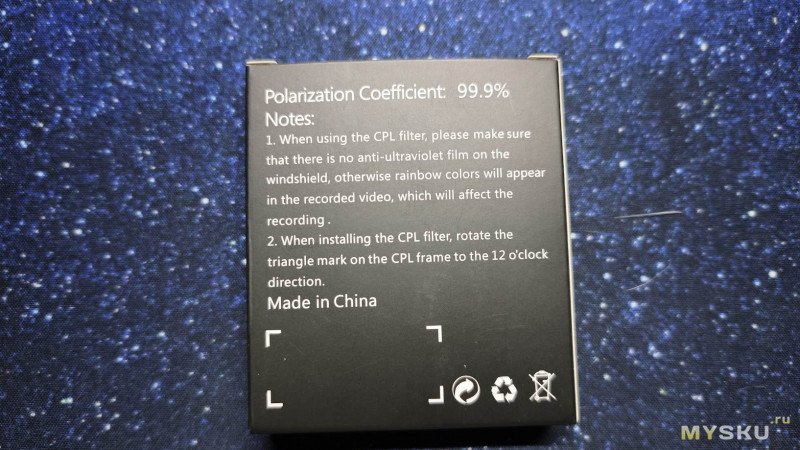 Polarization Coefficient: 99.9%
Notes:
1. When using the CPL filter, please make sure
that there is no anti-ultraviolet film on the
windshield, otherwise rainbow colors will appear
in the recorded video, which will affect the
recording .
2. When installing the CPL filter, rotate the
triangle mark on the CPL frame to the 12 o'clock
direction.
Made in China
MYSKU.ru